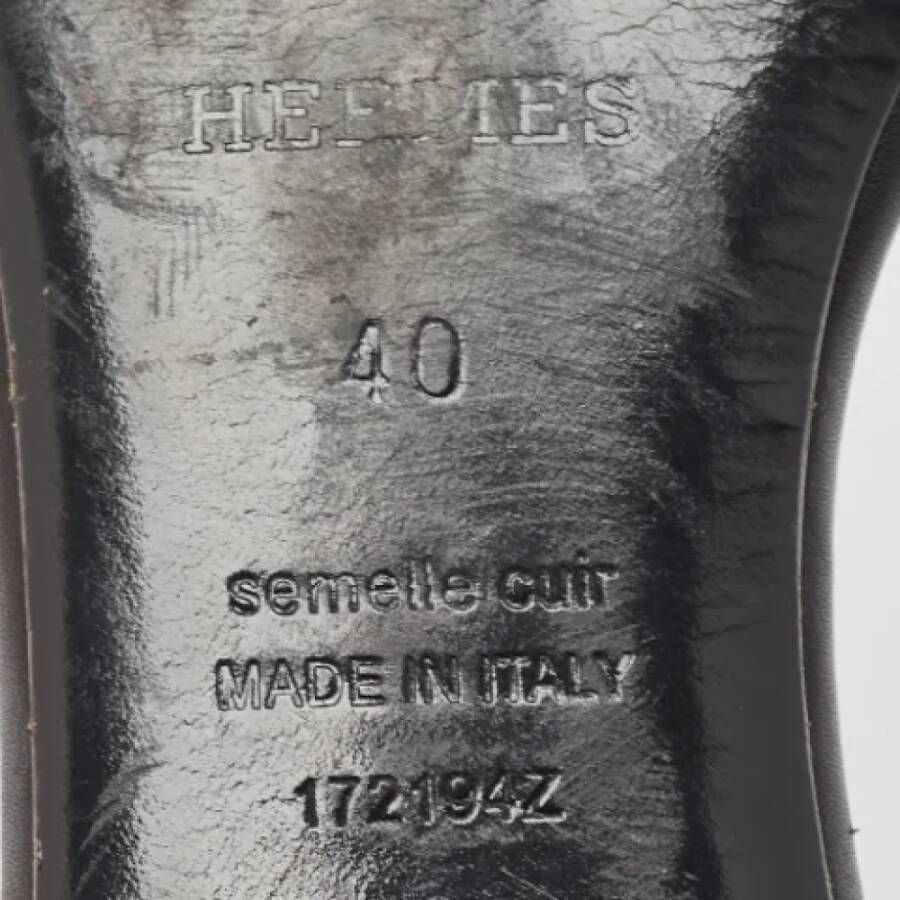 HERMES
40
semelle cuir
MADE IN ITALY
172194Z